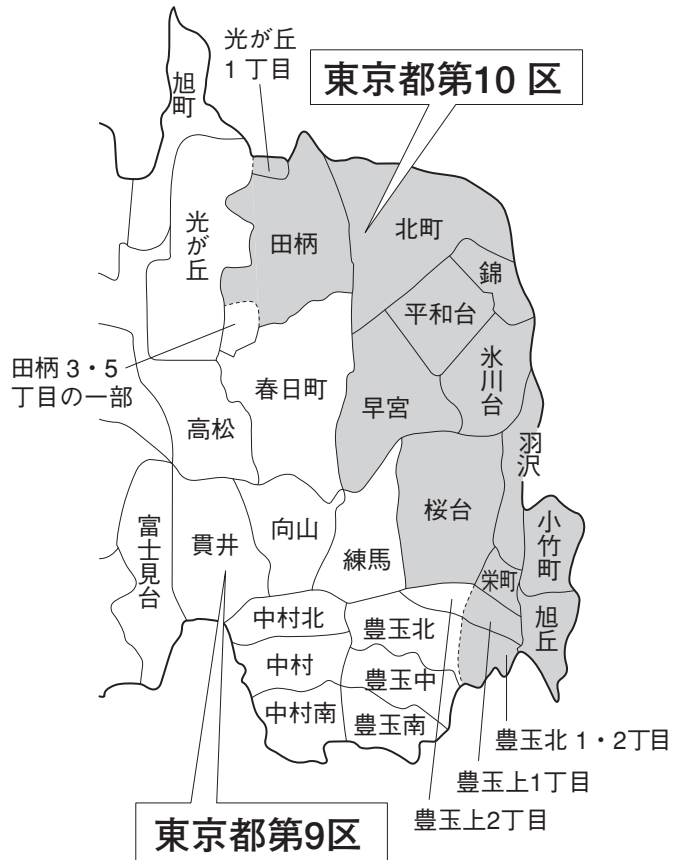 光が丘
1丁目
東京都第10区
旭町
光が丘
田柄
北町
錦
平和台
氷川台
田柄3・5
丁目の一部
春日町
早宮
高松
羽沢
桜台
小竹町
富士見台
貫井
向山
練馬
栄町
旭丘
中村北
豊玉北
中村
豊玉中
中村南
豊玉南
豊玉北1・2丁目
豊玉上1丁目
豊玉上2丁目
東京都第9区